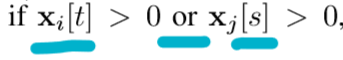 if x_i[t] > 0 or x_j[s] > 0,